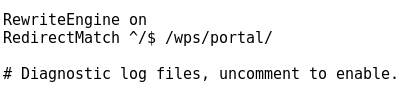 RewriteEngine on
RedirectMatch ^/$ /wps/portal/
# Diagnostic log files, uncomment to enable.